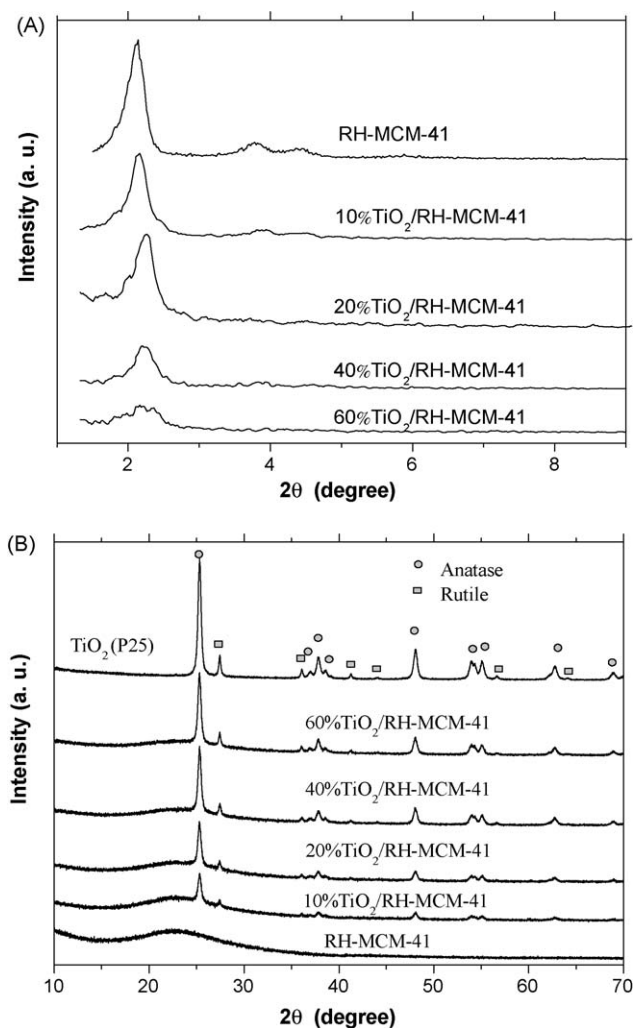 (A)
Intensity (a. u.)
RH-MCM-41
10%TiO₂/RH-MCM-41
20%TiO₂/RH-MCM-41
40%TiO₂/RH-MCM-41
60%TiO₂/RH-MCM-41
2 4 6 8
2θ (degree)
(B)
Intensity (a. u.)
Anatase
Rutile
TiO₂(P25)
60%TiO₂/RH-MCM-41
40%TiO₂/RH-MCM-41
20%TiO₂/RH-MCM-41
10%TiO₂/RH-MCM-41
RH-MCM-41
10 20 30 40 50 60 70
2θ (degree)